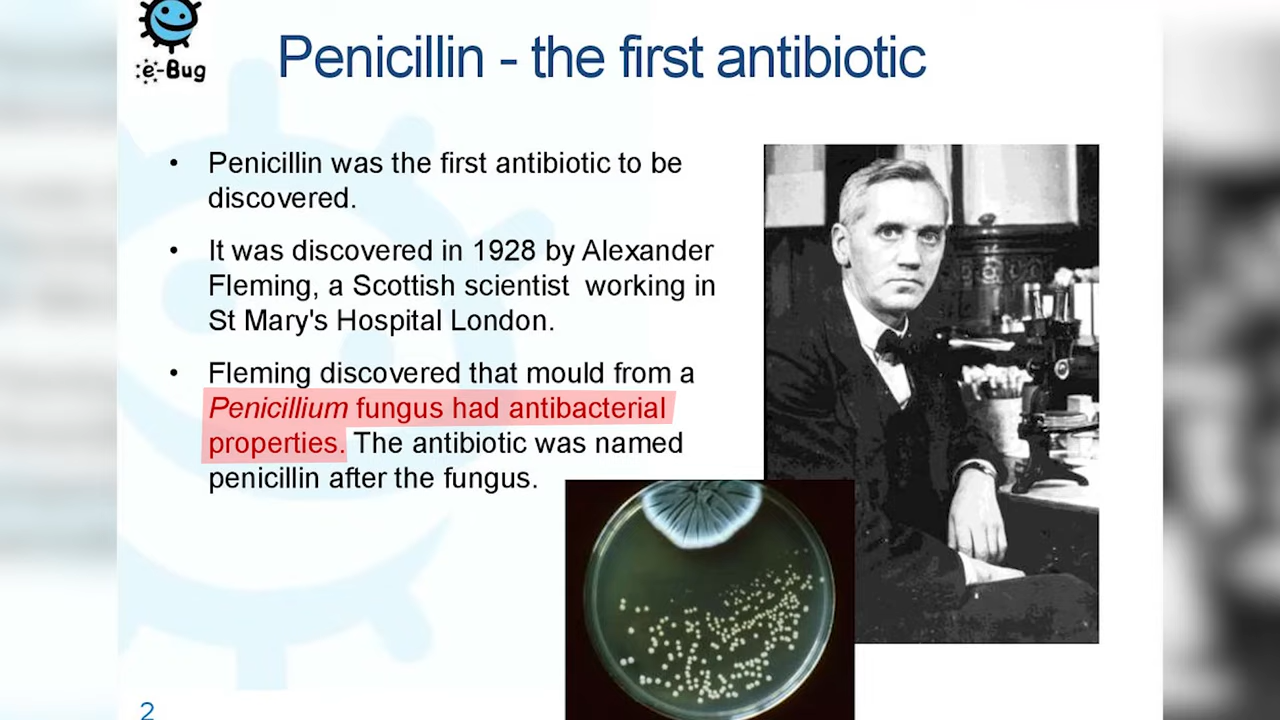 e-Bug
Penicillin - the first antibiotic
• Penicillin was the first antibiotic to be
discovered.
• It was discovered in 1928 by Alexander
Fleming, a Scottish scientist  working in
St Mary's Hospital London.
• Fleming discovered that mould from a
Penicillium fungus had antibacterial
properties. The antibiotic was named
penicillin after the fungus.
2